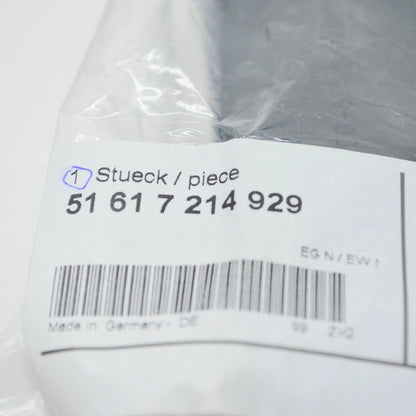 1 Stueck / piece
51 61 7 214 929
EG N / EW
Made in Germany - DE 99